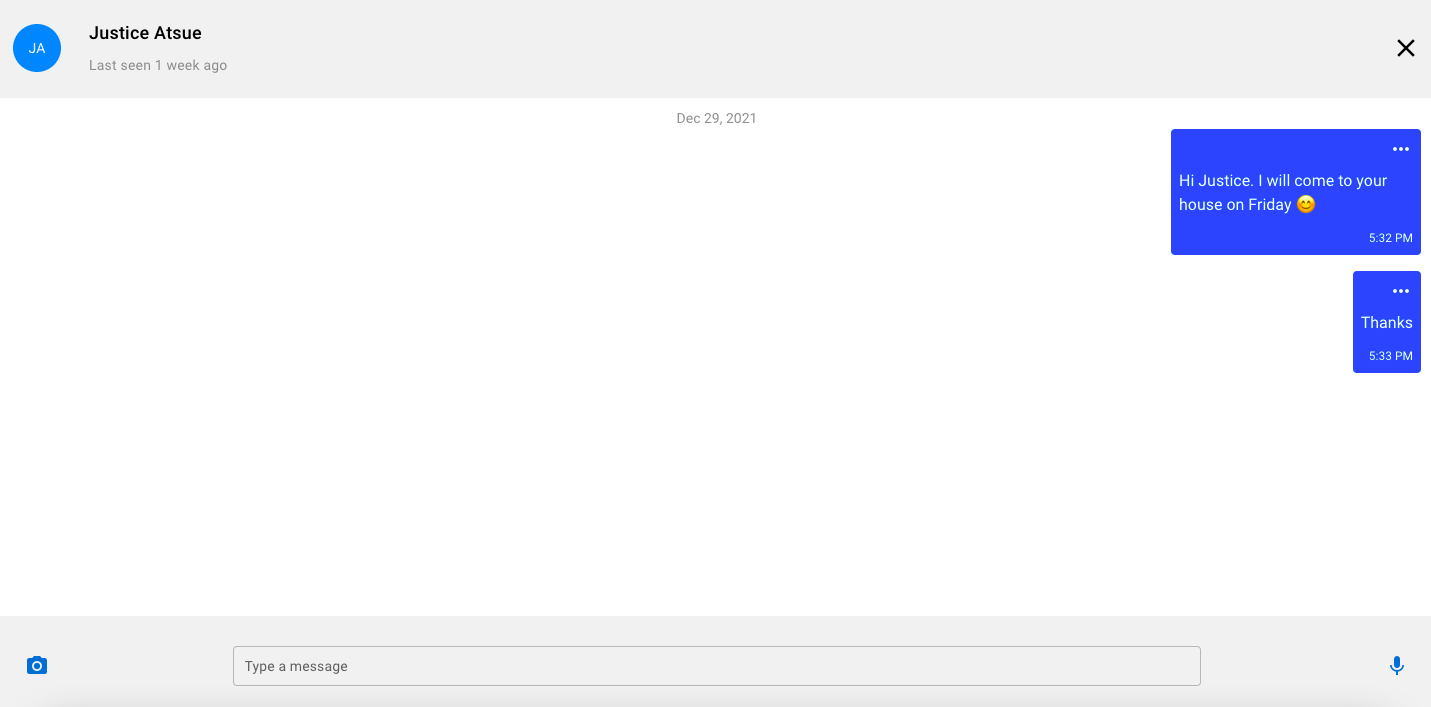 JA
Justice Atsue
Last seen 1 week ago
Dec 29, 2021
Hi Justice. I will come to your
house on Friday 😊
5:32 PM
Thanks
5:33 PM
Type a message